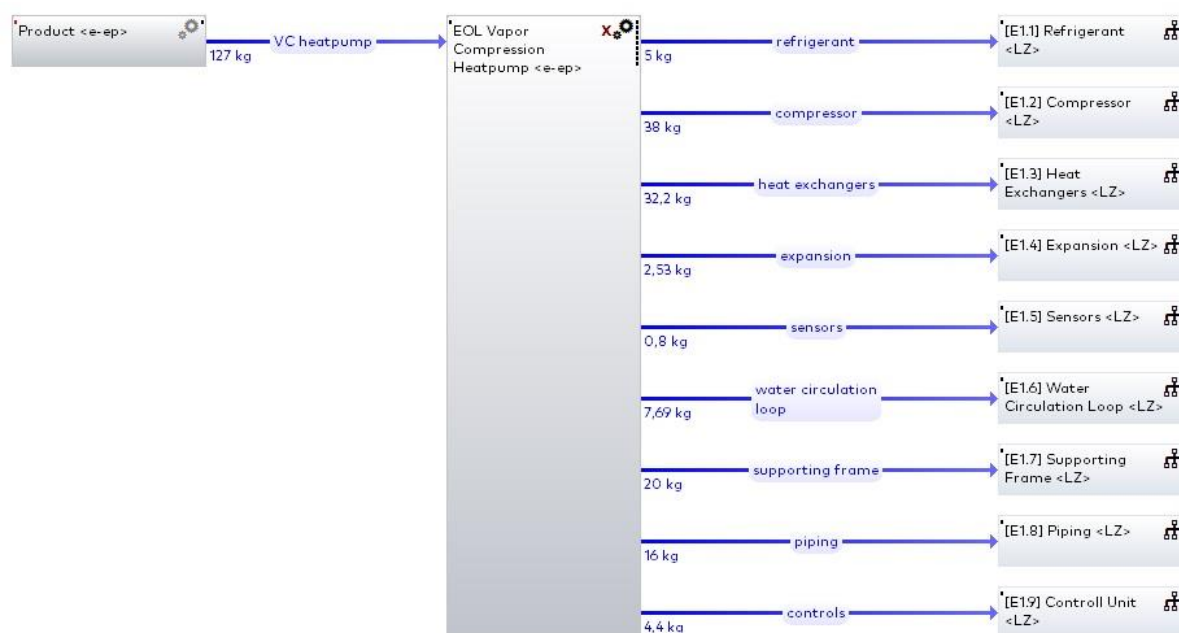 Product <e-ep>
VC heatpump
127 kg
EOL Vapor
Compression
Heatpump <e-ep>
X
refrigerant
5 kg
[E1.1] Refrigerant
<LZ>
compressor
38 kg
[E1.2] Compressor
<LZ>
heat exchangers
32,2 kg
[E1.3] Heat
Exchangers <LZ>
expansion
2,53 kg
[E1.4] Expansion <LZ>
sensors
0,8 kg
[E1.5] Sensors <LZ>
water circulation
loop
7,69 kg
[E1.6] Water
Circulation Loop <LZ>
supporting frame
20 kg
[E1.7] Supporting
Frame <LZ>
piping
16 kg
[E1.8] Piping <LZ>
controls
4,4 kg
[E1.9] Controll Unit
<LZ>